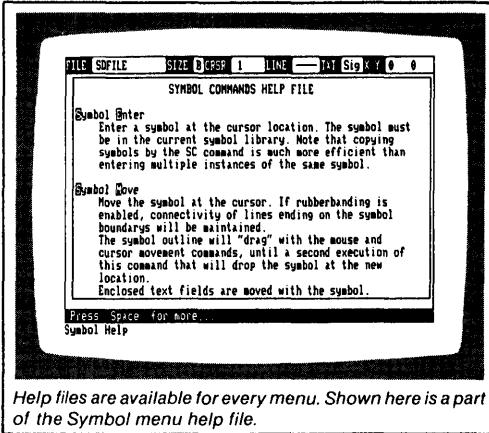 FILE SDFILE SIZE B CRSR 1 LINE TXT Sig X Y 0 0
SYMBOL COMMANDS HELP FILE
Symbol Enter
Enter a symbol at the cursor location. The symbol must
be in the current symbol library. Note that copying
symbols by the SC command is much more efficient than
entering multiple instances of the same symbol.
Symbol Move
Move the symbol at the cursor. If rubberbanding is
enabled, connectivity of lines ending on the symbol
boundarys will be maintained.
The symbol outline will "drag" with the mouse and
cursor movement commands, until a second execution of
this command that will drop the symbol at the new
location.
Enclosed text fields are moved with the symbol.
Press Space for more...
Symbol Help
Help files are available for every menu. Shown here is a part
of the Symbol menu help file.